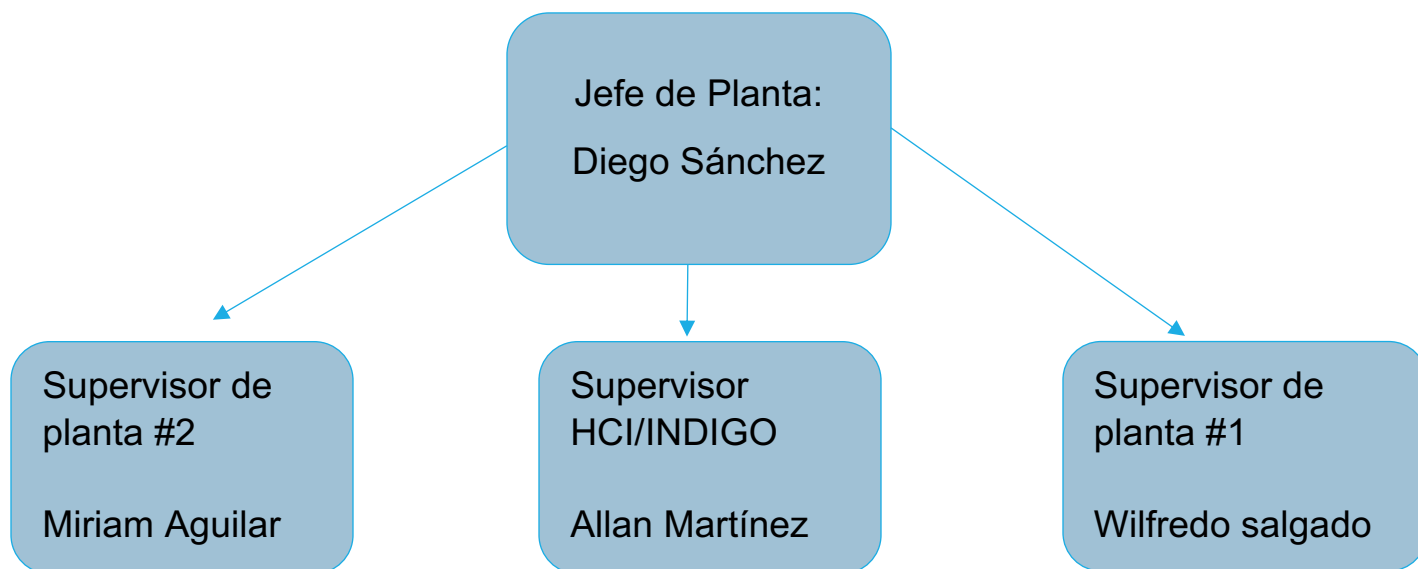 Jefe de Planta:
Diego Sánchez
Supervisor de
planta #2
Miriam Aguilar
Supervisor
HCI/INDIGO
Allan Martínez
Supervisor de
planta #1
Wilfredo salgado